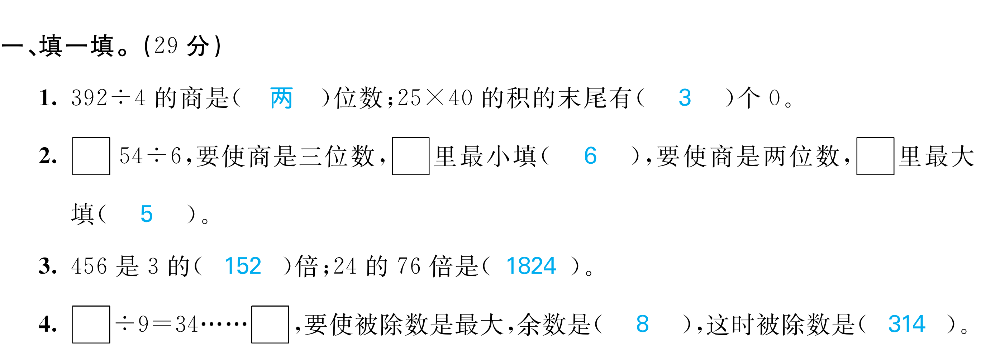 一、填一填。(29 分)
1. 392÷4 的商是( 两 )位数;25×40 的积的末尾有( 3 )个 0。
2. □ 54÷6,要使商是三位数,□里最小填( 6 ),要使商是两位数,□里最大
填( 5 )。
3. 456 是 3 的( 152 )倍;24 的 76 倍是( 1824 )。
4. □÷9=34……□,要使被除数是最大,余数是( 8 ),这时被除数是( 314 )。